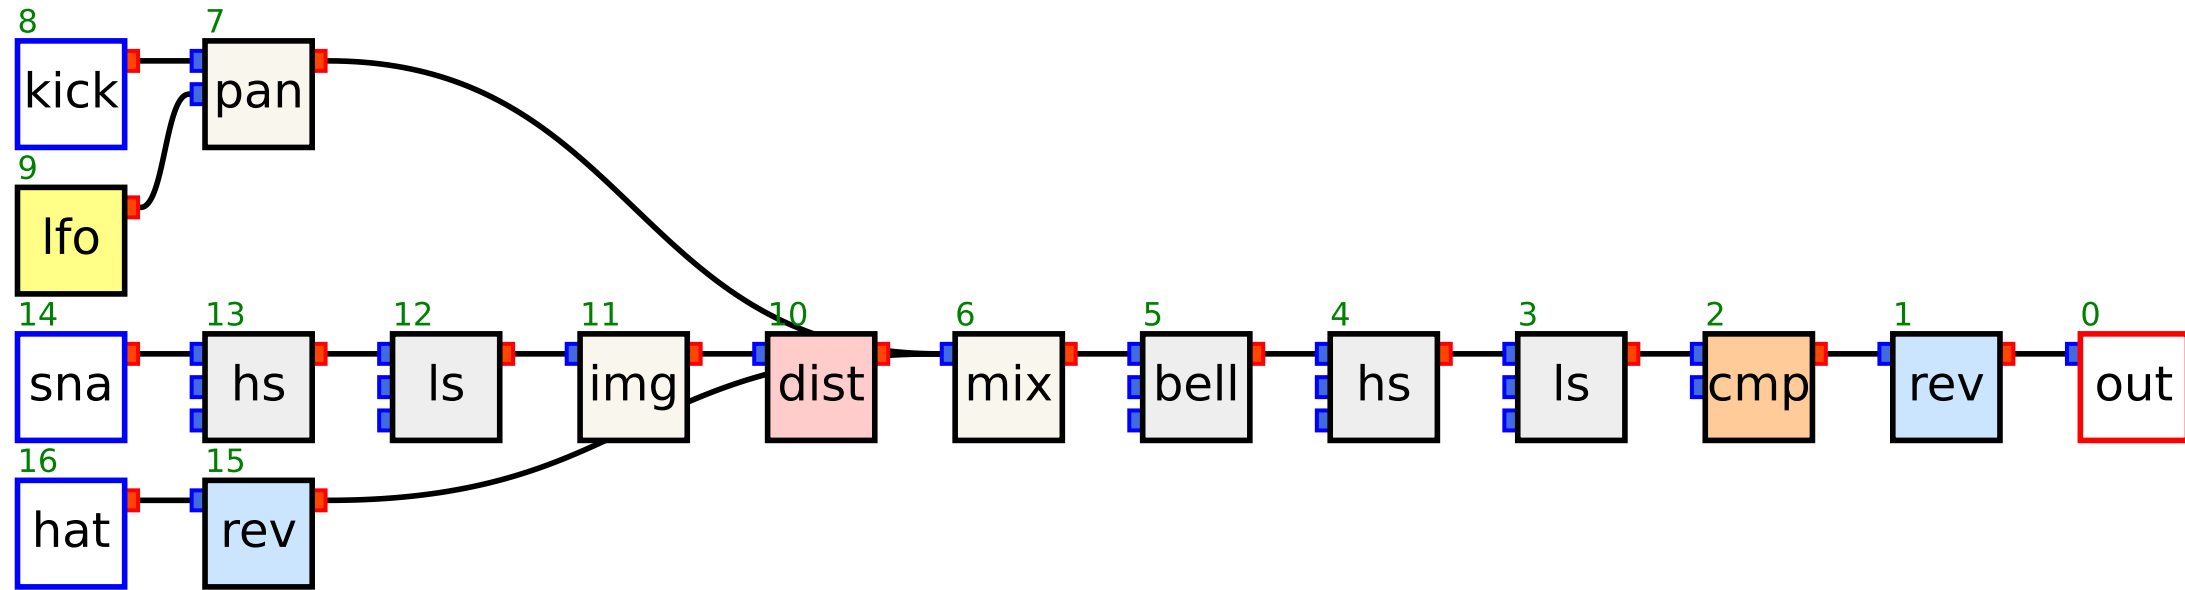 8 7
kick pan
9
lfo
14 13 12 11 10 6 5 4 3 2 1 0
sna hs ls img dist mix bell hs ls cmp rev out
16 15
hat rev